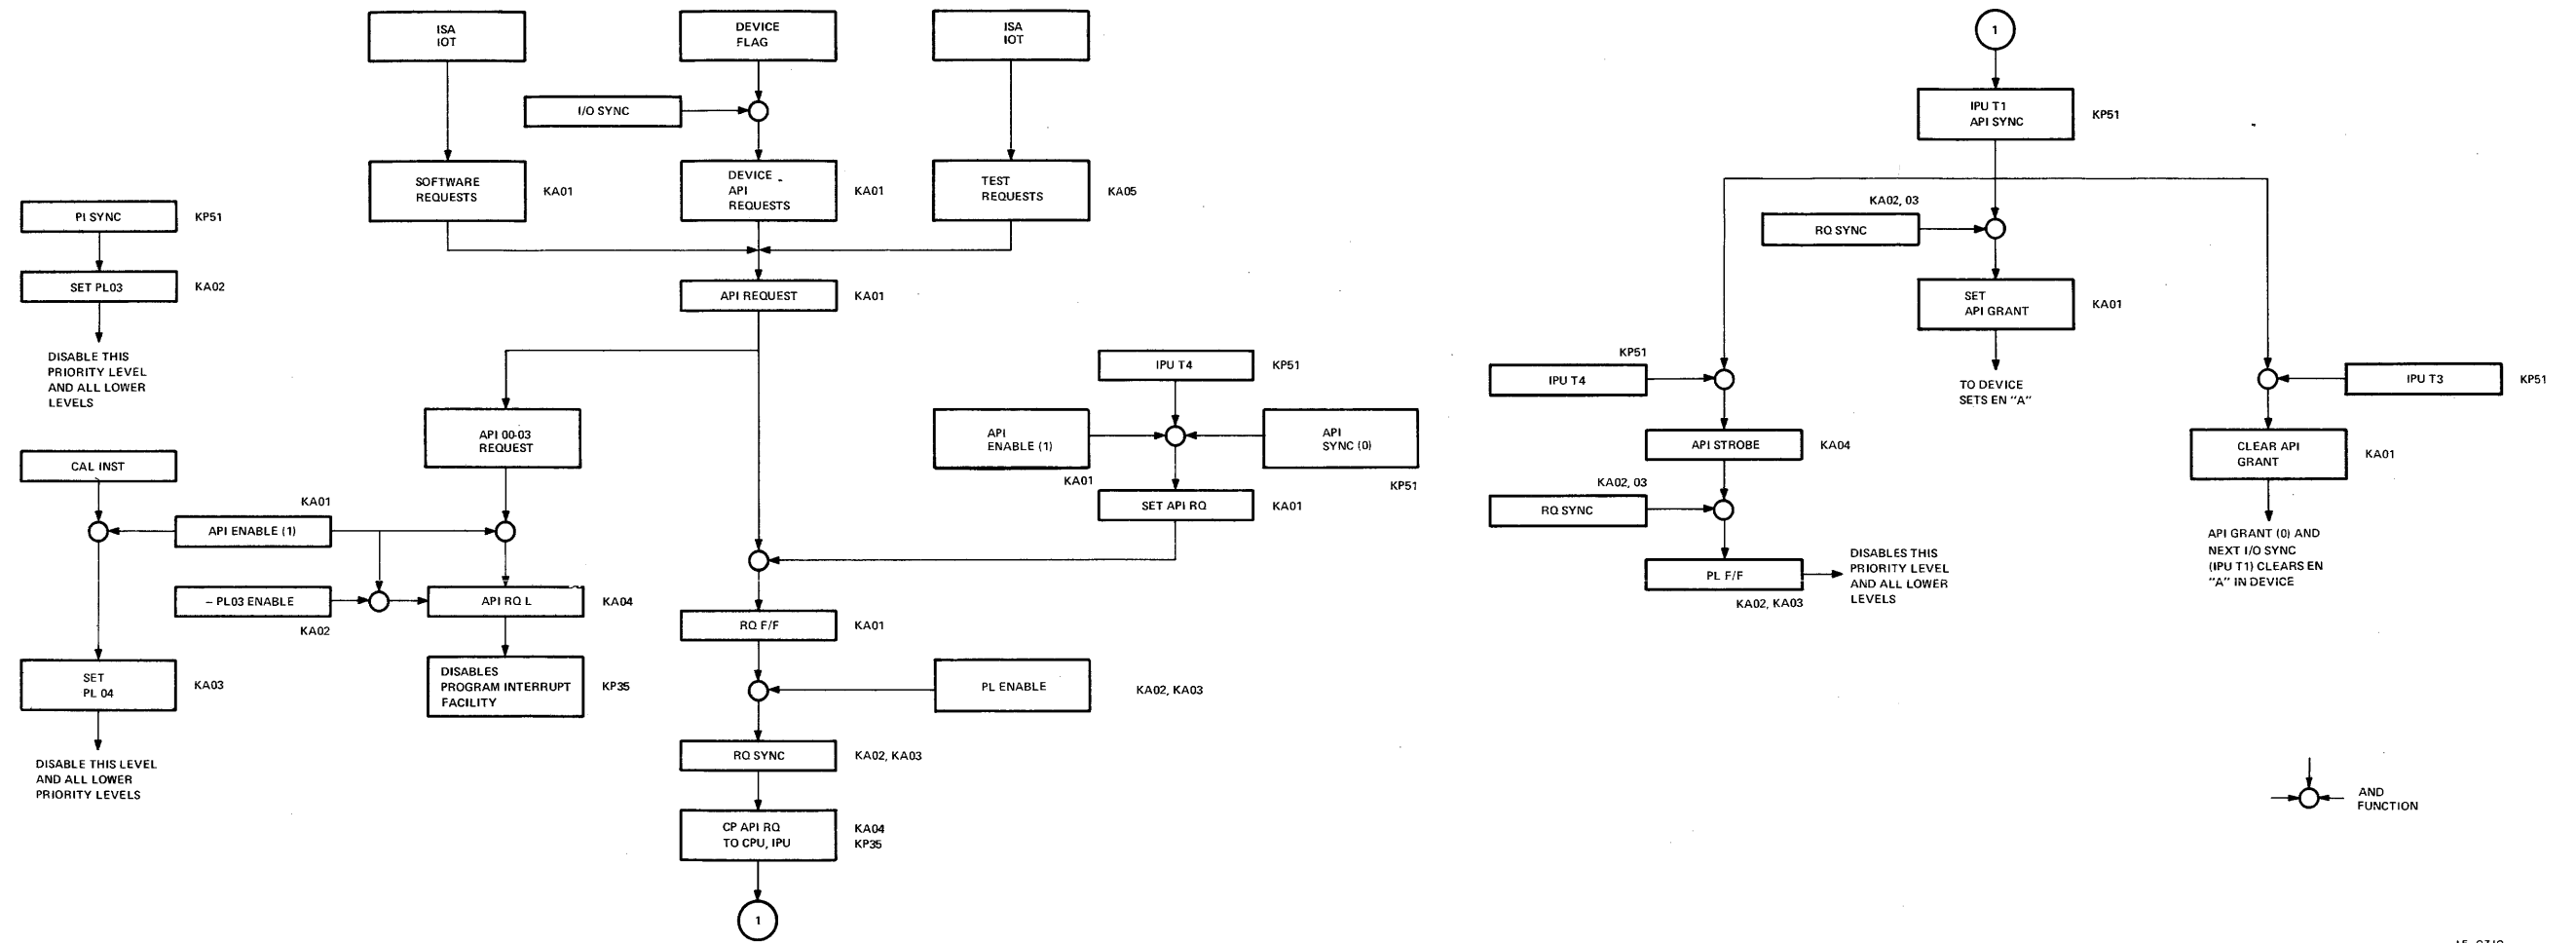 ISA
IOT
DEVICE
FLAG
ISA
IOT
I/O SYNC
SOFTWARE
REQUESTS
KA01
DEVICE
API
REQUESTS
KA01
TEST
REQUESTS
KA05
PI SYNC
KP51
SET PL03
KA02
DISABLE THIS
PRIORITY LEVEL
AND ALL LOWER
LEVELS
API REQUEST
KA01
API 00-03
REQUEST
IPU T4
KP51
API
ENABLE (1)
KA01
API
SYNC (0)
KP51
SET API RQ
KA01
CAL INST
KA01
API ENABLE (1)
~ PL03 ENABLE
KA02
API RQ L
KA04
SET
PL 04
KA03
DISABLES
PROGRAM INTERRUPT
FACILITY
KP35
DISABLE THIS LEVEL
AND ALL LOWER
PRIORITY LEVELS
RQ F/F
KA01
PL ENABLE
KA02, KA03
RQ SYNC
KA02, KA03
CP API RQ
TO CPU, IPU
KA04
KP35
1
1
IPU T1
API SYNC
KP51
KA02, 03
RQ SYNC
SET
API GRANT
KA01
TO DEVICE
SETS EN "A"
KP51
IPU T4
API STROBE
KA04
KA02, 03
RQ SYNC
PL F/F
KA02, KA03
DISABLES THIS
PRIORITY LEVEL
AND ALL LOWER
LEVELS
IPU T3
KP51
CLEAR API
GRANT
KA01
API GRANT (0) AND
NEXT I/O SYNC
(IPU T1) CLEARS EN
"A" IN DEVICE
AND
FUNCTION